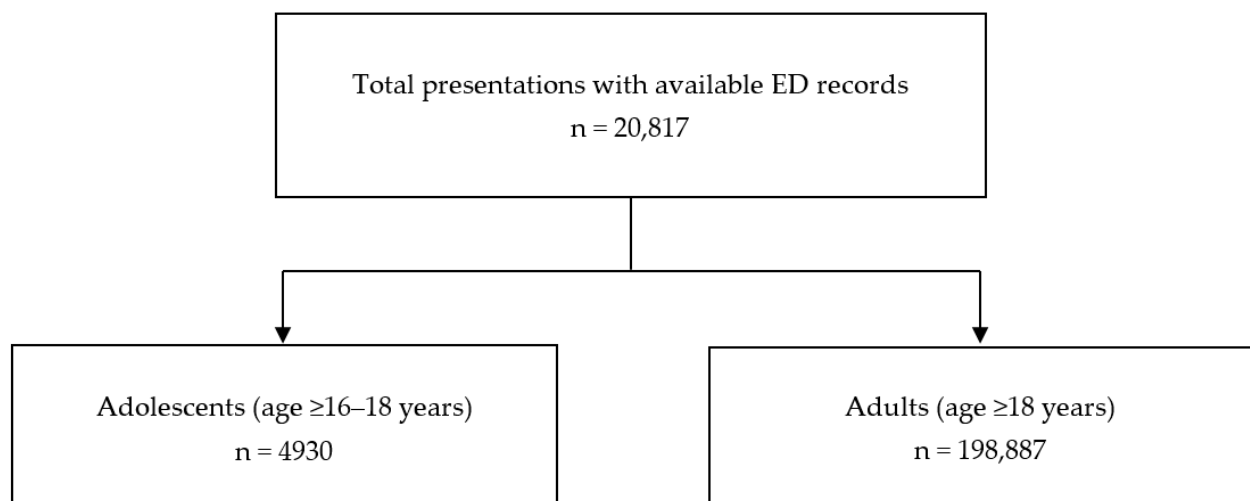 Total presentations with available ED records
n = 20,817
Adolescents (age ≥16–18 years)
n = 4930
Adults (age ≥18 years)
n = 198,887